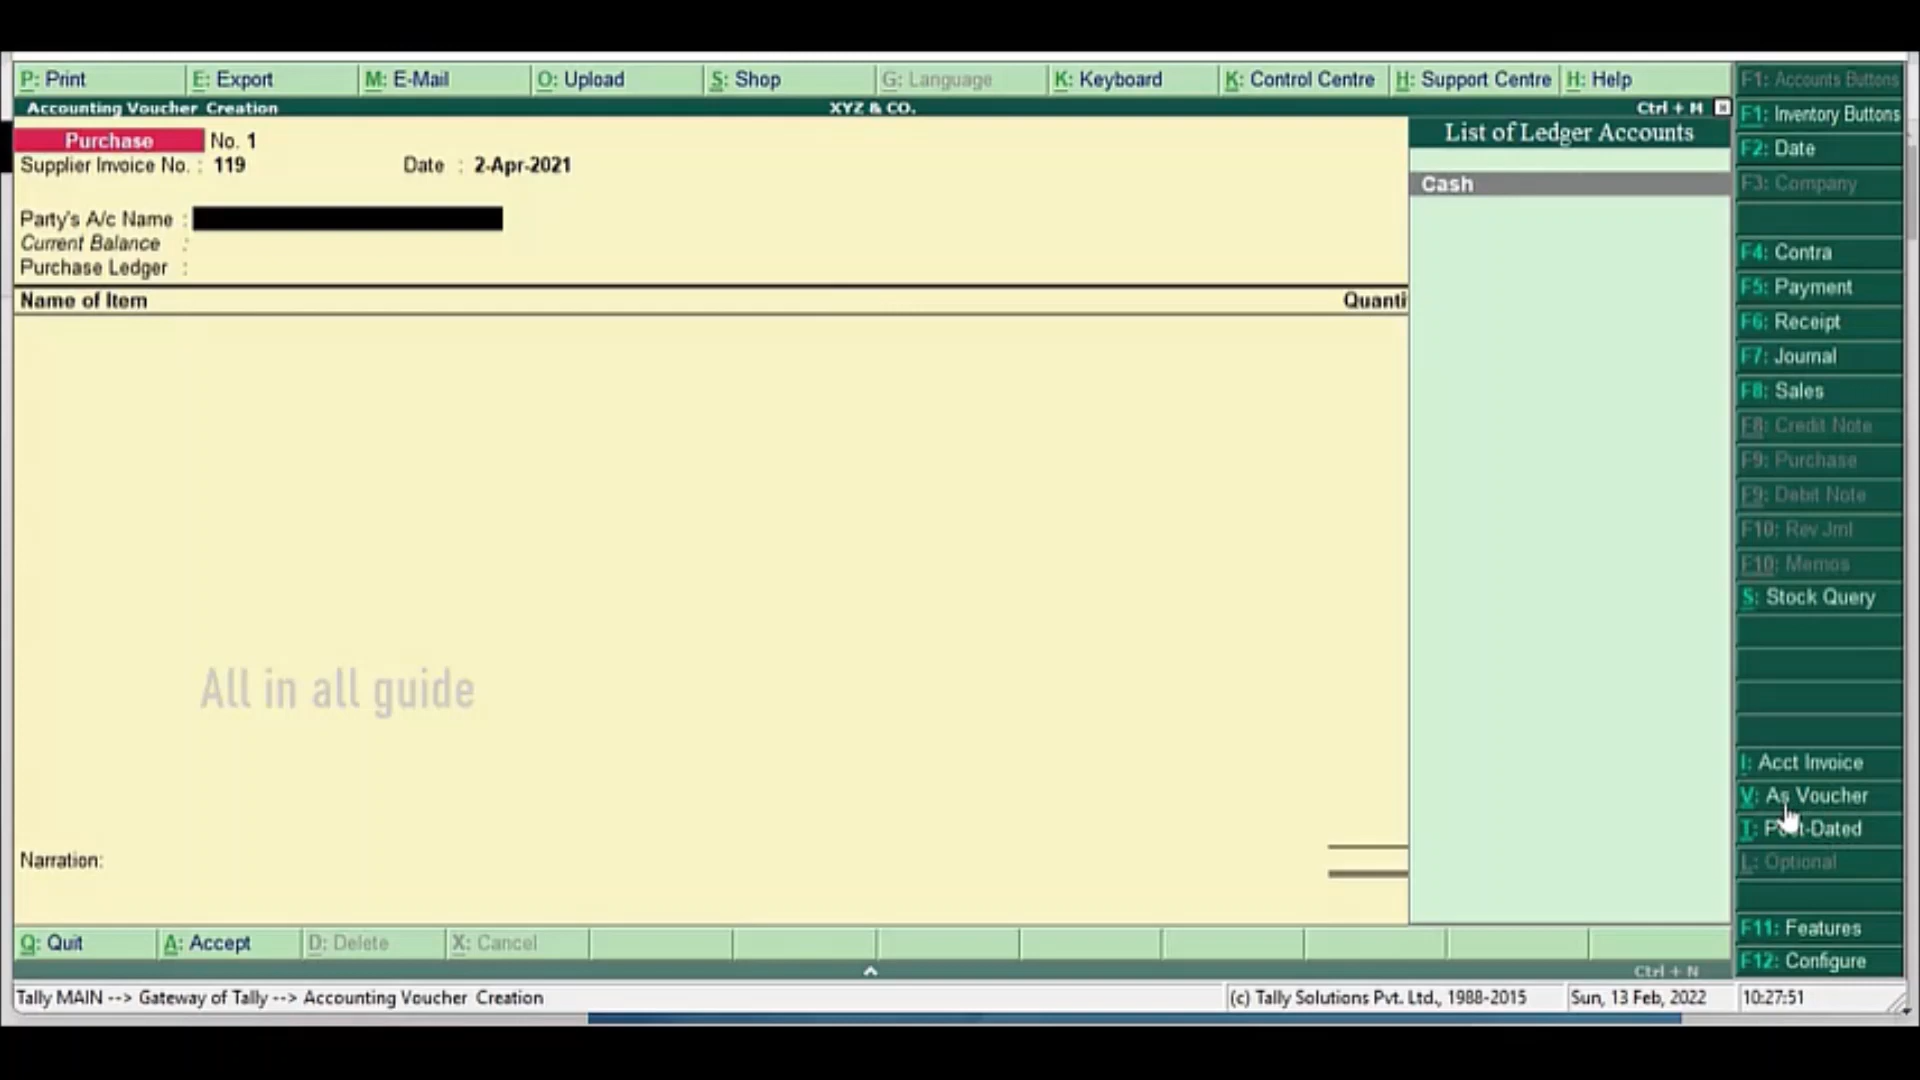 P: Print E: Export M: E-Mail O: Upload S: Shop G: Language K: Keyboard K: Control Centre H: Support Centre H: Help
Accounting Voucher Creation XYZ & CO. Ctrl + M
Purchase No. 1
Supplier Invoice No. : 119 Date : 2-Apr-2021
Party's A/c Name :
Current Balance :
Purchase Ledger :
Name of Item Quanti
List of Ledger Accounts
Cash
All in all guide
Narration:
F1: Accounts Buttons
F1: Inventory Buttons
F2: Date
F3: Company
F4: Contra
F5: Payment
F6: Receipt
F7: Journal
F8: Sales
F8: Credit Note
F9: Purchase
F9: Debit Note
F10: Rev Jrnl
F10: Memos
S: Stock Query
I: Acct Invoice
V: As Voucher
T: Post-Dated
L: Optional
F11: Features
F12: Configure
Q: Quit A: Accept D: Delete X: Cancel
Ctrl + N
Tally MAIN --> Gateway of Tally --> Accounting Voucher Creation (c) Tally Solutions Pvt. Ltd., 1988-2015 Sun, 13 Feb, 2022 10:27:51